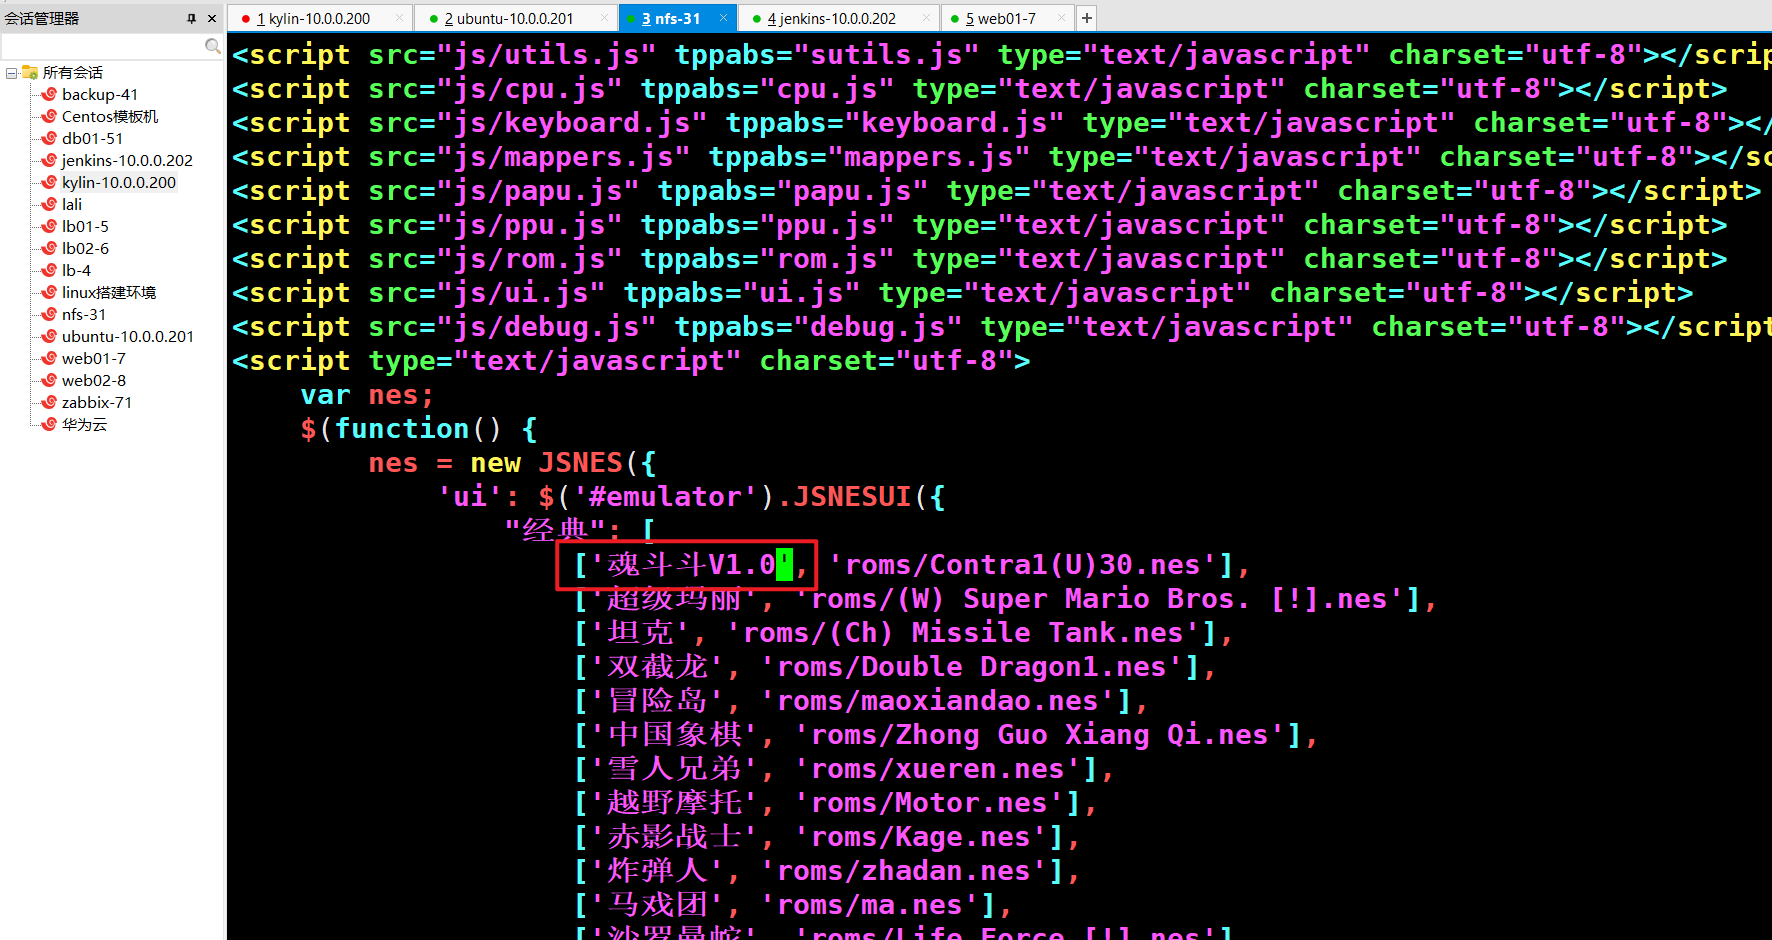 会话管理器
所有会话
backup-41
Centos模板机
db01-51
jenkins-10.0.0.202
kylin-10.0.0.200
lali
lb01-5
lb02-6
lb-4
linux搭建环境
nfs-31
ubuntu-10.0.0.201
web01-7
web02-8
zabbix-71
华为云
1 kylin-10.0.0.200
2 ubuntu-10.0.0.201
3 nfs-31
4 jenkins-10.0.0.202
5 web01-7
<script src="js/utils.js" tppabs="sutils.js" type="text/javascript" charset="utf-8"></scrip
<script src="js/cpu.js" tppabs="cpu.js" type="text/javascript" charset="utf-8"></script>
<script src="js/keyboard.js" tppabs="keyboard.js" type="text/javascript" charset="utf-8"></
<script src="js/mappers.js" tppabs="mappers.js" type="text/javascript" charset="utf-8"></sc
<script src="js/papu.js" tppabs="papu.js" type="text/javascript" charset="utf-8"></script>
<script src="js/ppu.js" tppabs="ppu.js" type="text/javascript" charset="utf-8"></script>
<script src="js/rom.js" tppabs="rom.js" type="text/javascript" charset="utf-8"></script>
<script src="js/ui.js" tppabs="ui.js" type="text/javascript" charset="utf-8"></script>
<script src="js/debug.js" tppabs="debug.js" type="text/javascript" charset="utf-8"></script
<script type="text/javascript" charset="utf-8">
var nes;
$(function() {
nes = new JSNES({
'ui': $('#emulator').JSNESUI({
"经典": [
['魂斗斗V1.0', 'roms/Contra1(U)30.nes'],
['超级玛丽', 'roms/(W) Super Mario Bros. [!].nes'],
['坦克', 'roms/(Ch) Missile Tank.nes'],
['双截龙', 'roms/Double Dragon1.nes'],
['冒险岛', 'roms/maoxiandao.nes'],
['中国象棋', 'roms/Zhong Guo Xiang Qi.nes'],
['雪人兄弟', 'roms/xueren.nes'],
['越野摩托', 'roms/Motor.nes'],
['赤影战士', 'roms/Kage.nes'],
['炸弹人', 'roms/zhadan.nes'],
['马戏团', 'roms/ma.nes'],
['沙罗曼蛇', 'roms/Life Force [!].nes'],